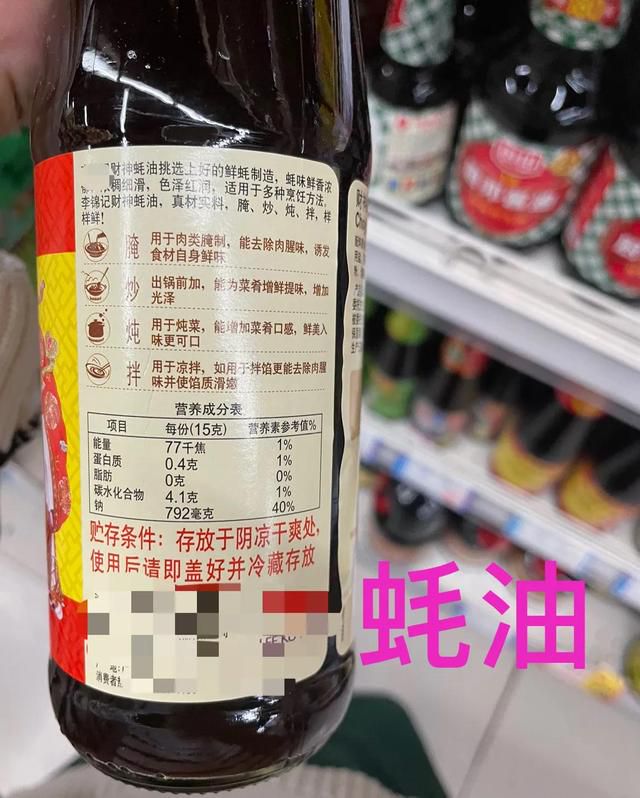 财神蚝油挑选上好的鲜蚝制造，蚝味鲜香浓
稠细滑，色泽红润，适用于多种烹饪方法，
李锦记财神蚝油，真材实料，腌、炒、炖、拌，样
样鲜！
腌 用于肉类腌制，能去除肉腥味，诱发
食材自身鲜味
炒 出锅前加，能为菜肴增鲜提味，增加
光泽
炖 用于炖菜，能增加菜肴口感，鲜美入
味更可口
拌 用于凉拌，如用于拌馅更能去除肉腥
味并使馅质滑嫩
营养成分表
项目 每份(15克) 营养素参考值%
能量 77千焦 1%
蛋白质 0.4克 1%
脂肪 0克 0%
碳水化合物 4.1克 1%
钠 792毫克 40%
贮存条件：存放于阴凉干爽处，
使用后请即盖好并冷藏存放
消费者
蚝油